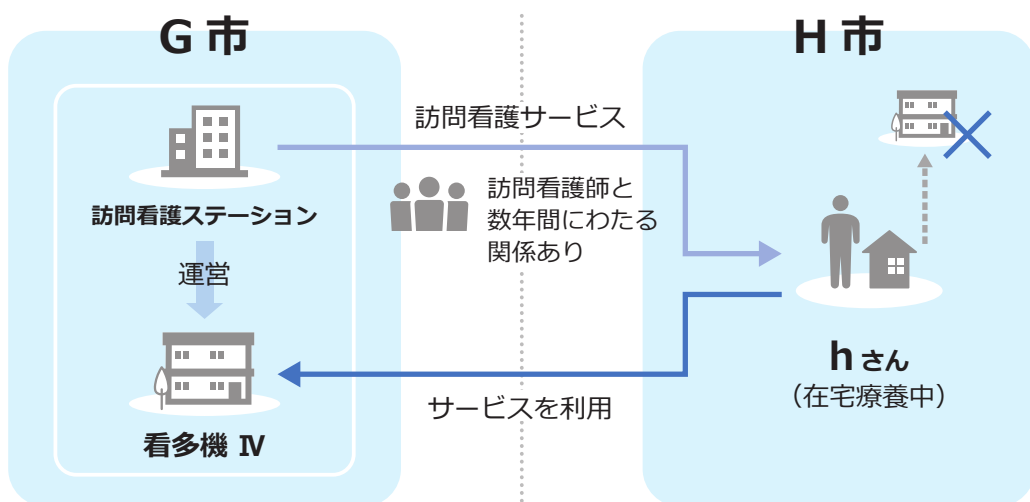 G 市
H 市
訪問看護サービス
訪問看護師と
数年間にわたる
関係あり
訪問看護ステーション
運営
看多機 Ⅳ
サービスを利用
h さん
（在宅療養中）